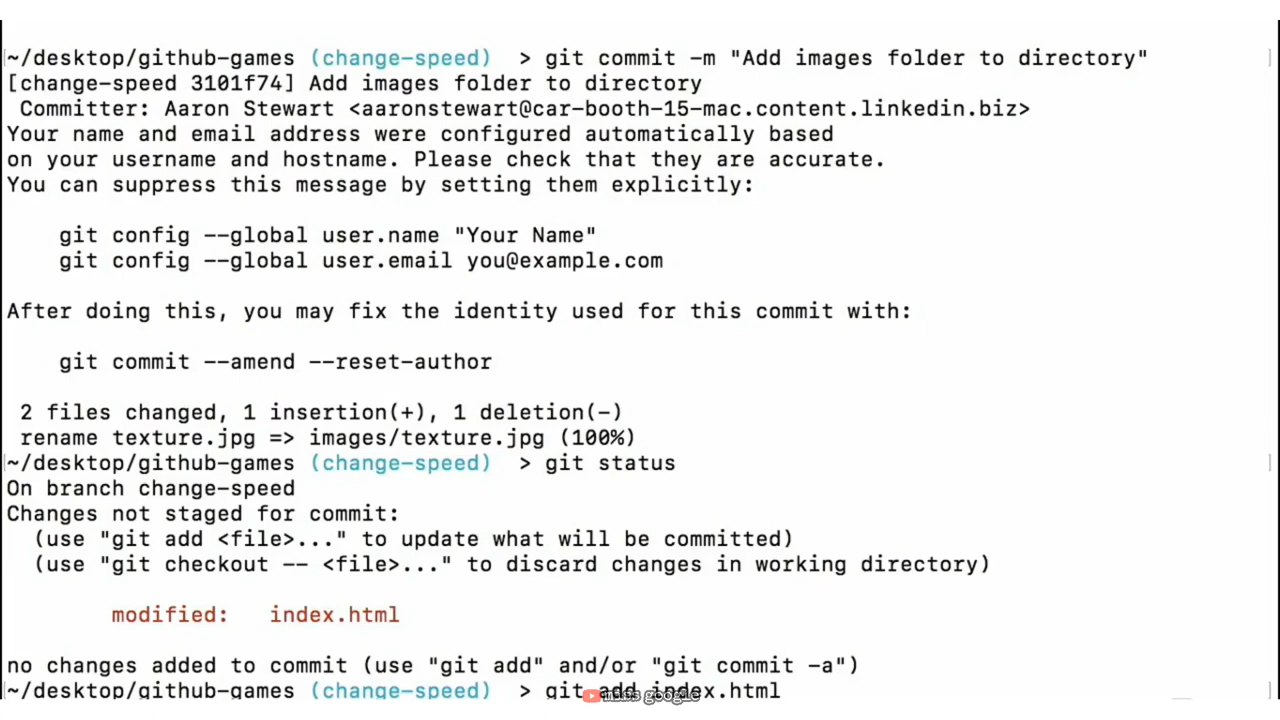 ~/desktop/github-games (change-speed) > git commit -m "Add images folder to directory"
[change-speed 3101f74] Add images folder to directory
Committer: Aaron Stewart <aaronstewart@car-booth-15-mac.content.linkedin.biz>
Your name and email address were configured automatically based
on your username and hostname. Please check that they are accurate.
You can suppress this message by setting them explicitly:
git config --global user.name "Your Name"
git config --global user.email you@example.com
After doing this, you may fix the identity used for this commit with:
git commit --amend --reset-author
2 files changed, 1 insertion(+), 1 deletion(-)
rename texture.jpg => images/texture.jpg (100%)
~/desktop/github-games (change-speed) > git status
On branch change-speed
Changes not staged for commit:
(use "git add <file>..." to update what will be committed)
(use "git checkout -- <file>..." to discard changes in working directory)
modified: index.html
no changes added to commit (use "git add" and/or "git commit -a")
~/desktop/github-games (change-speed) > git add index.html